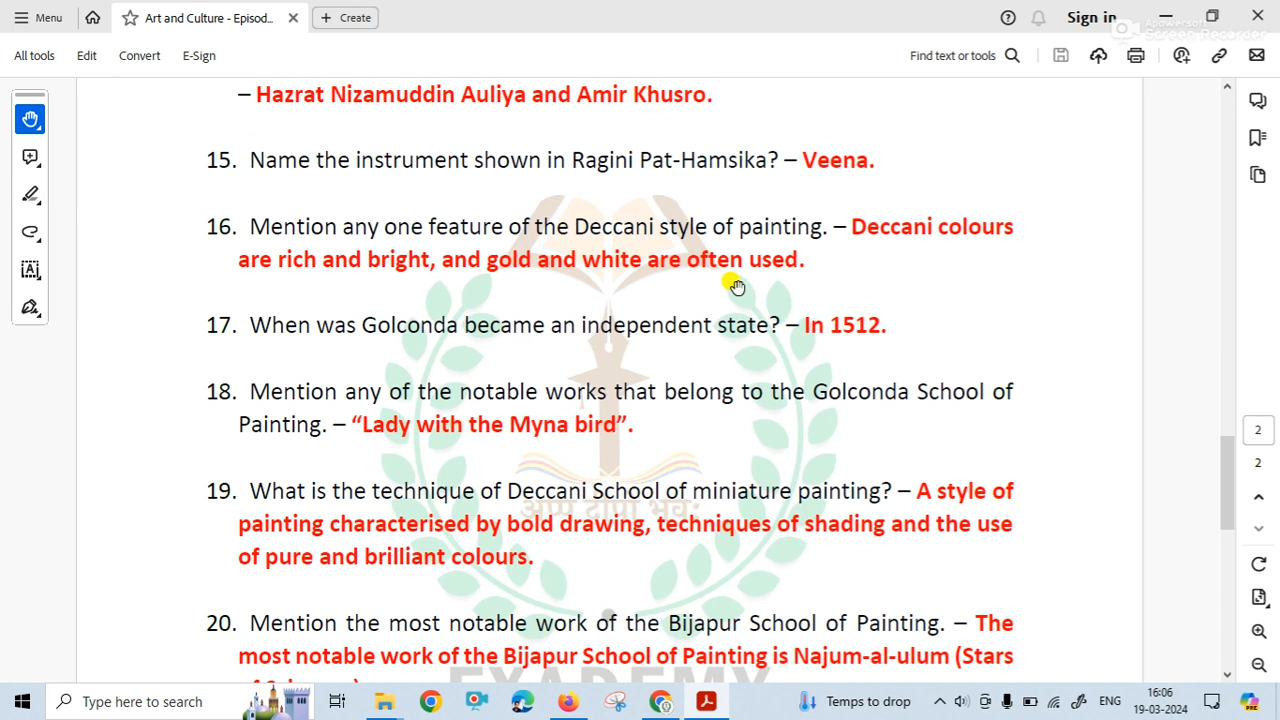 Menu
Art and Culture - Episod...
Create
Sign in
Apowersoft
Screen Recorder
All tools
Edit
Convert
E-Sign
Find text or tools
– Hazrat Nizamuddin Auliya and Amir Khusro.
15. Name the instrument shown in Ragini Pat-Hamsika? – Veena.
16. Mention any one feature of the Deccani style of painting. – Deccani colours
are rich and bright, and gold and white are often used.
17. When was Golconda became an independent state? – In 1512.
18. Mention any of the notable works that belong to the Golconda School of
Painting. – “Lady with the Myna bird”.
19. What is the technique of Deccani School of miniature painting? – A style of
painting characterised by bold drawing, techniques of shading and the use
of pure and brilliant colours.
अप्प दीपो भवः
20. Mention the most notable work of the Bijapur School of Painting. – The
most notable work of the Bijapur School of Painting is Najum-al-ulum (Stars
2
2
Type here to search
Temps to drop
ENG
16:06
19-03-2024